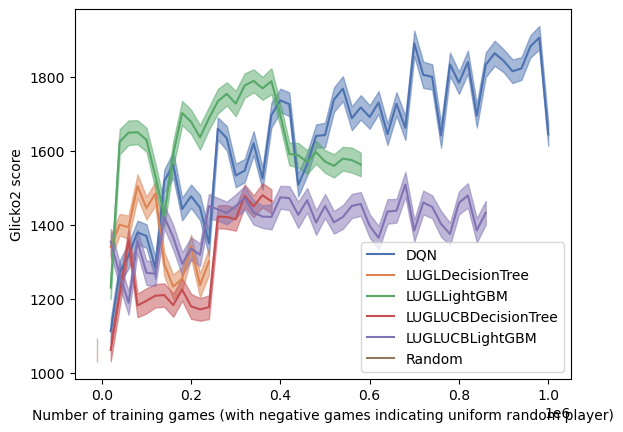 1800
1600
1400
1200
1000
Glicko2 score
0.0 0.2 0.4 0.6 0.8 1.0
1e6
Number of training games (with negative games indicating uniform random player)
DQN
LUGLDecisionTree
LUGLLightGBM
LUGLUCBDecisionTree
LUGLUCBLightGBM
Random